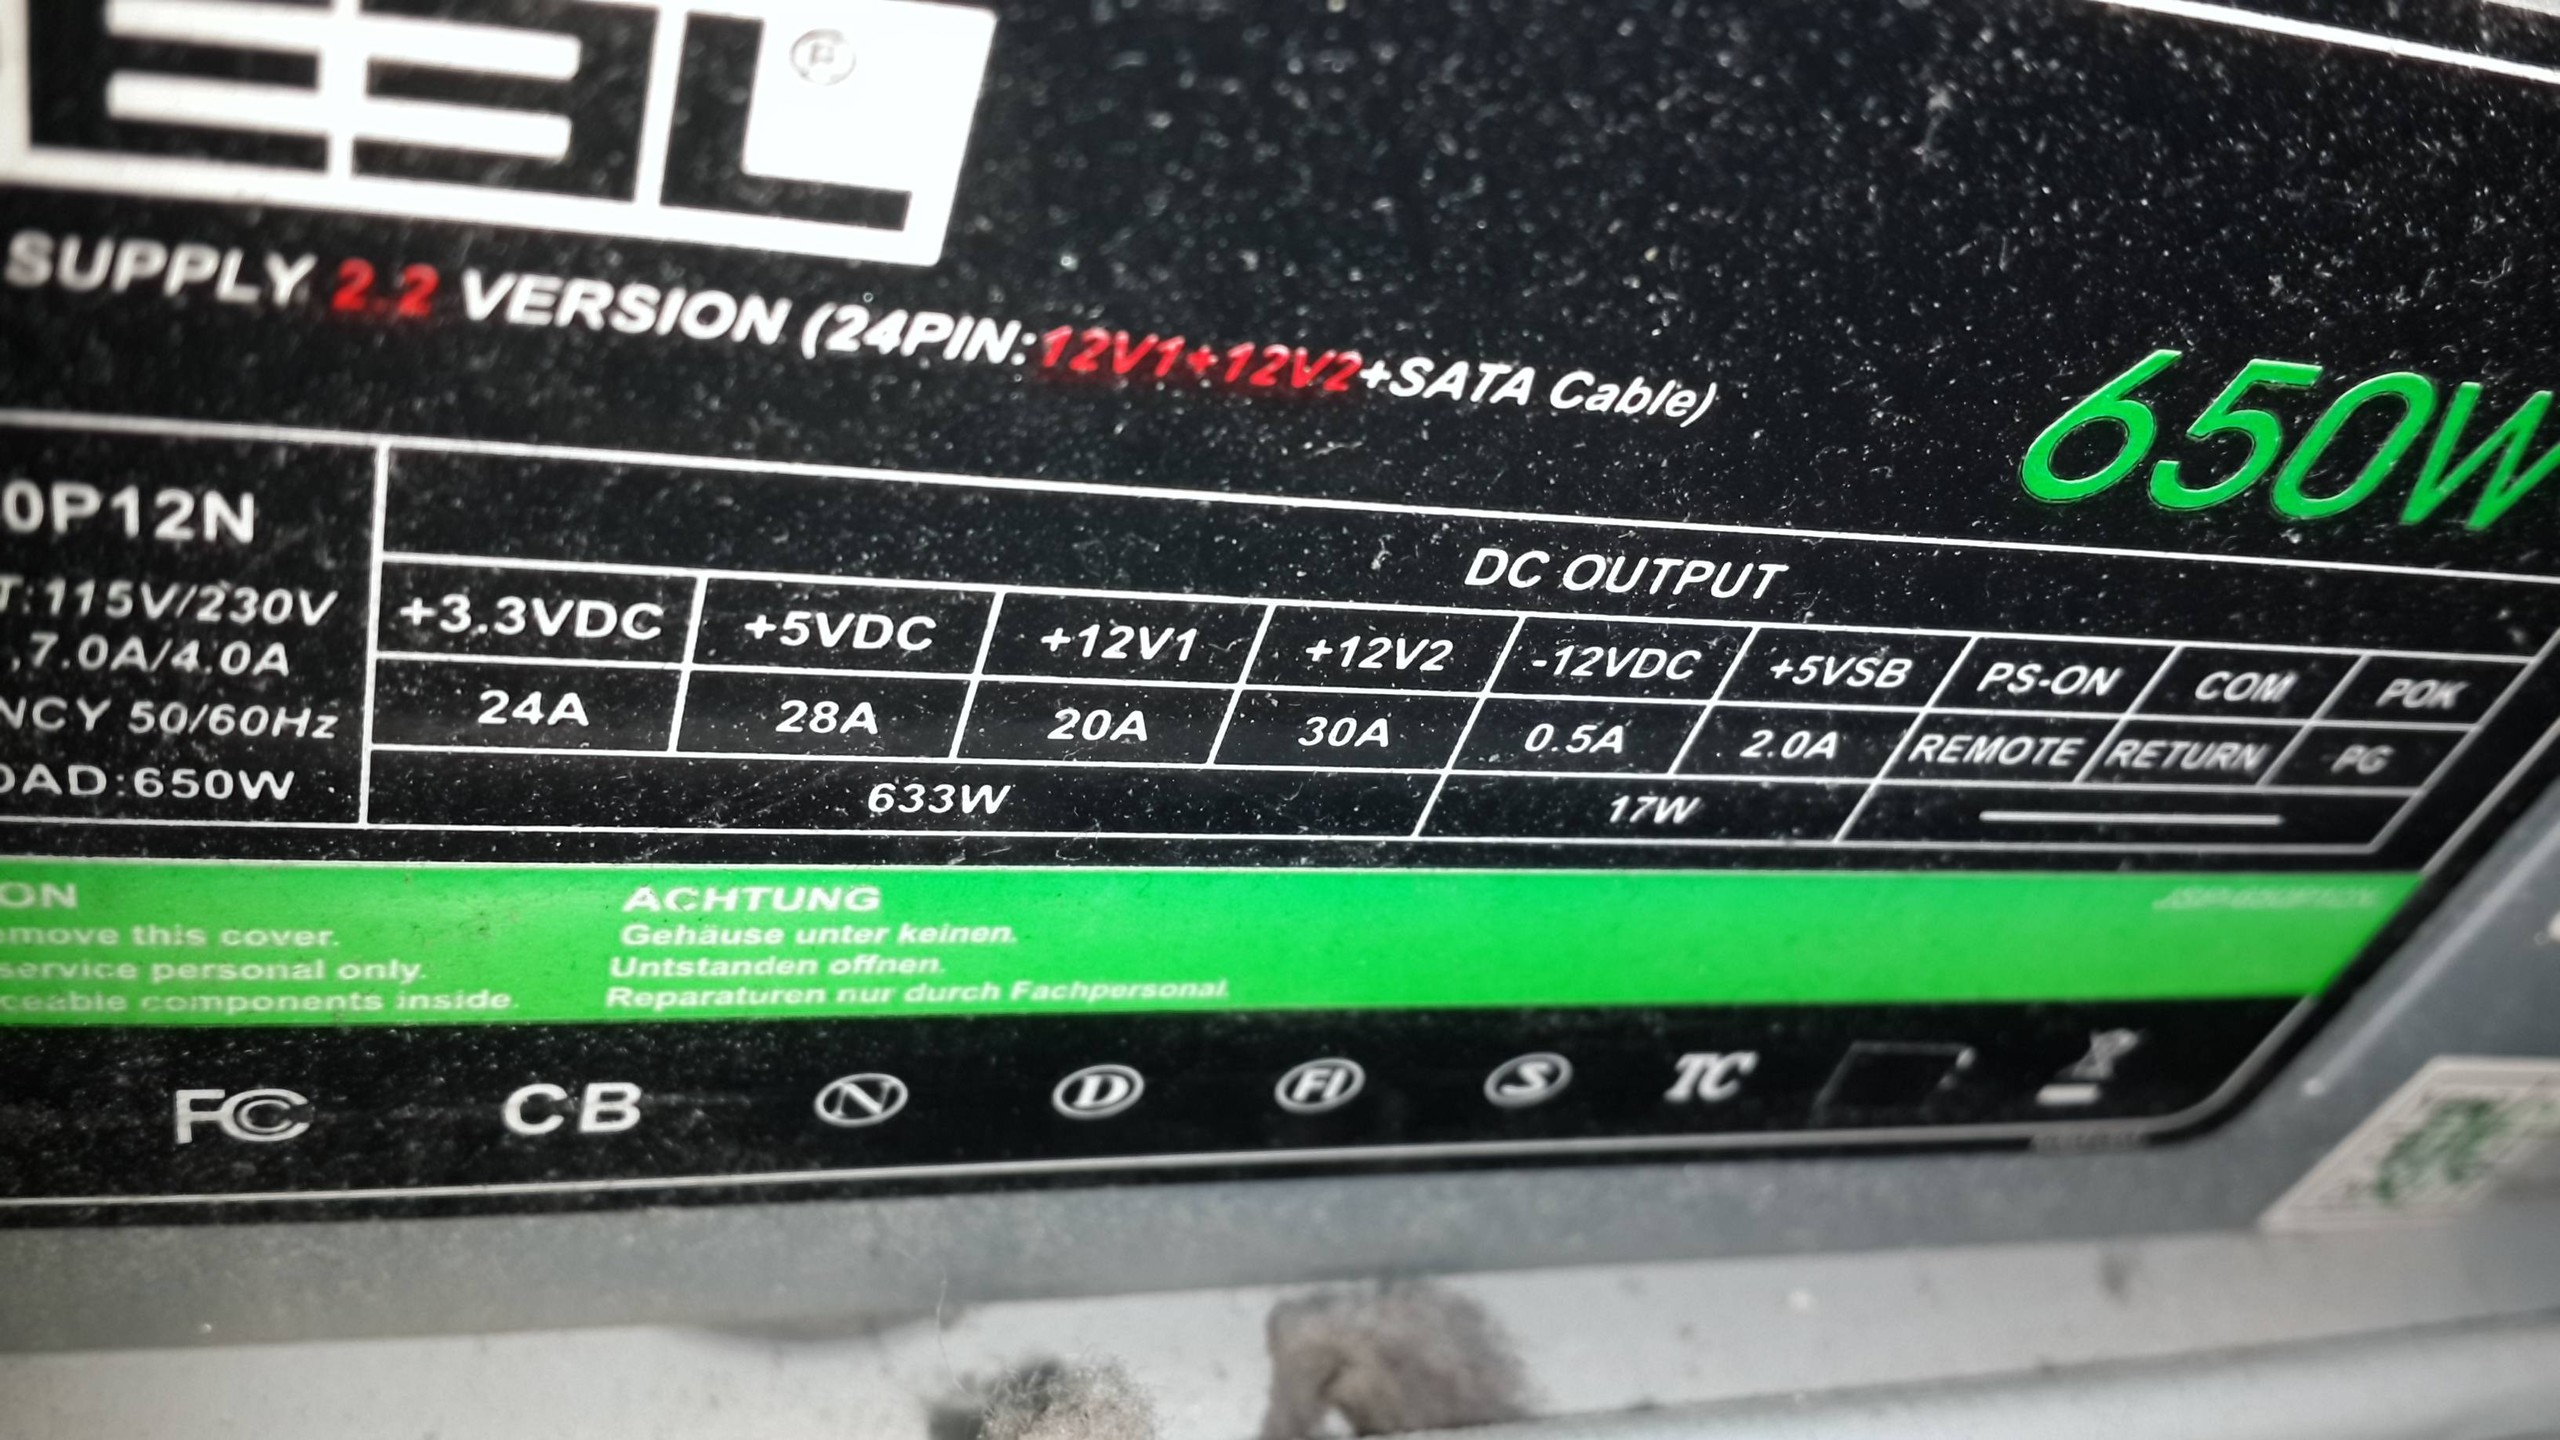 SUPPLY 2.2 VERSION (24PIN:12V1+12V2+SATA Cable)
650W
0P12N
T:115V/230V
,7.0A/4.0A
NCY 50/60Hz
OAD:650W
DC OUTPUT
+3.3VDC +5VDC +12V1 +12V2 -12VDC +5VSB PS-ON COM POK
24A 28A 20A 30A 0.5A 2.0A REMOTE RETURN PG
633W 17W
ON
emove this cover.
service personal only.
ceable components inside.
ACHTUNG
Gehäuse unter keinen.
Untstanden offnen.
Reparaturen nur durch Fachpersonal.
FC CB N D FI S TC